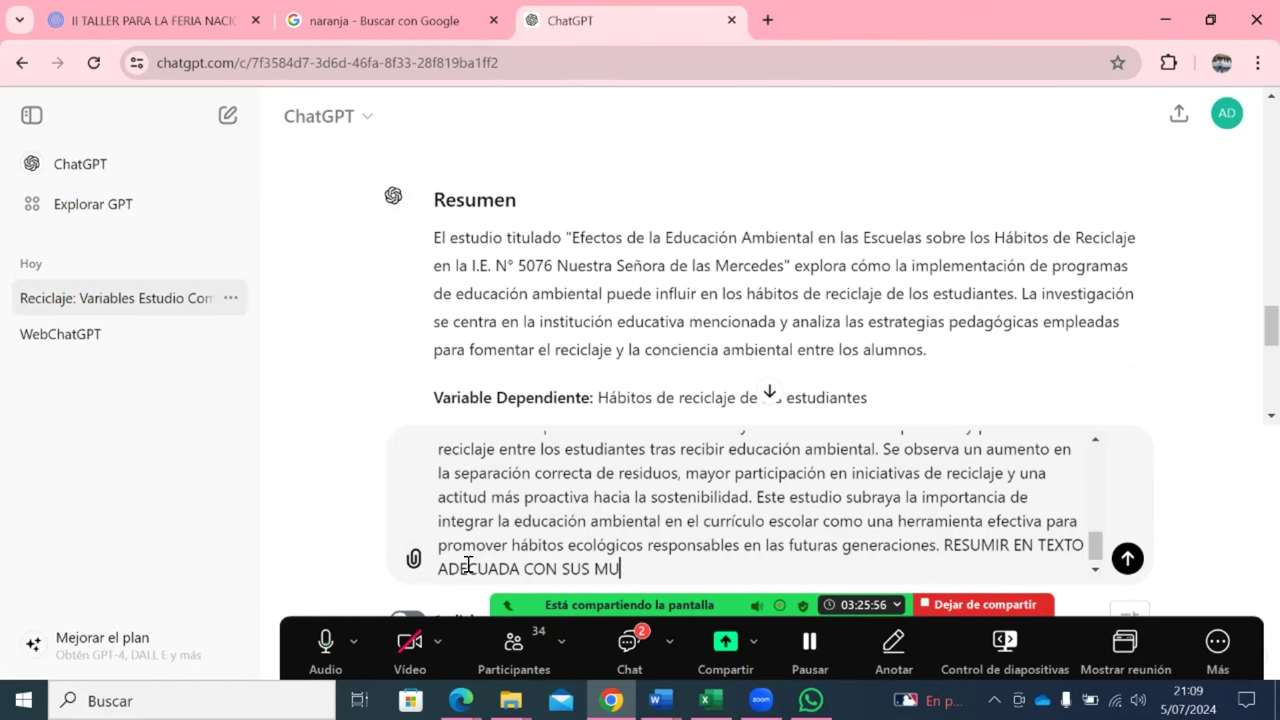 II TALLER PARA LA FERIA NACIO
naranja - Buscar con Google
ChatGPT
chatgpt.com/c/7f3584d7-3d6d-46fa-8f33-28f819ba1ff2
ChatGPT
AD
ChatGPT
Explorar GPT
Hoy
Reciclaje: Variables Estudio Com
WebChatGPT
Resumen
El estudio titulado "Efectos de la Educación Ambiental en las Escuelas sobre los Hábitos de Reciclaje
en la I.E. N° 5076 Nuestra Señora de las Mercedes" explora cómo la implementación de programas
de educación ambiental puede influir en los hábitos de reciclaje de los estudiantes. La investigación
se centra en la institución educativa mencionada y analiza las estrategias pedagógicas empleadas
para fomentar el reciclaje y la conciencia ambiental entre los alumnos.
Variable Dependiente: Hábitos de reciclaje de estudiantes
reciclaje entre los estudiantes tras recibir educación ambiental. Se observa un aumento en
la separación correcta de residuos, mayor participación en iniciativas de reciclaje y una
actitud más proactiva hacia la sostenibilidad. Este estudio subraya la importancia de
integrar la educación ambiental en el currículo escolar como una herramienta efectiva para
promover hábitos ecológicos responsables en las futuras generaciones. RESUMIR EN TEXTO
ADECUADA CON SUS MU
Está compartiendo la pantalla
03:25:56
Dejar de compartir
Mejorar el plan
Obtén GPT-4, DALL E y más
34
2
Audio
Vídeo
Participantes
Chat
Compartir
Pausar
Anotar
Control de diapositivas
Mostrar reunión
Más
Buscar
En p...
21:09
5/07/2024